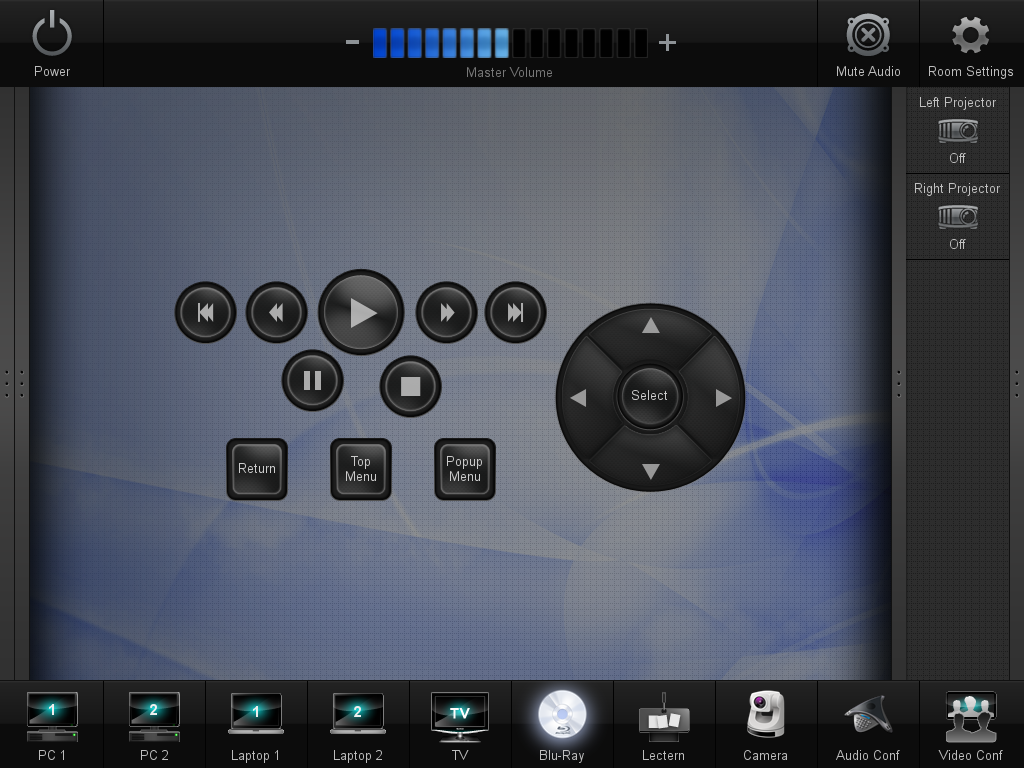 Power
Master Volume
Mute Audio
Room Settings
Left Projector
Off
Right Projector
Off
Select
Return
Top
Menu
Popup
Menu
1
PC 1
2
PC 2
1
Laptop 1
2
Laptop 2
TV
TV
Blu-Ray
Lectern
Camera
Audio Conf
Video Conf